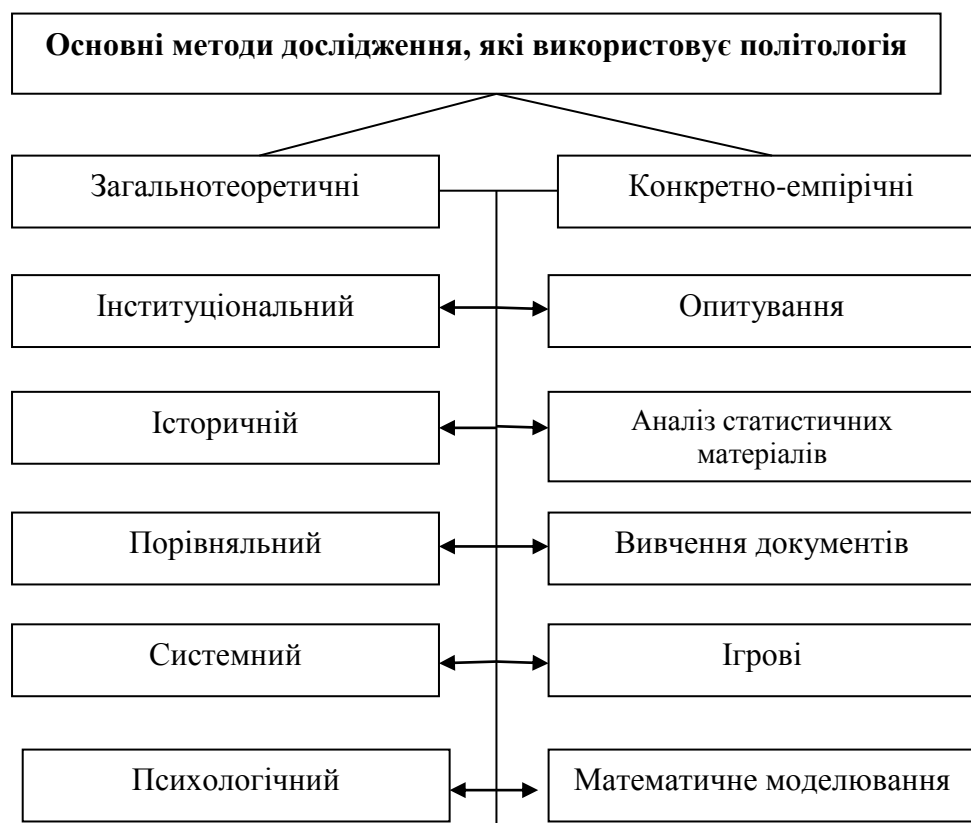 Основні методи дослідження, які використовує політологія
Загальнотеоретичні
Конкретно-емпірічні
Інституціональний
Опитування
Історичній
Аналіз статистичних
матеріалів
Порівняльний
Вивчення документів
Системний
Ігрові
Психологічний
Математичне моделювання